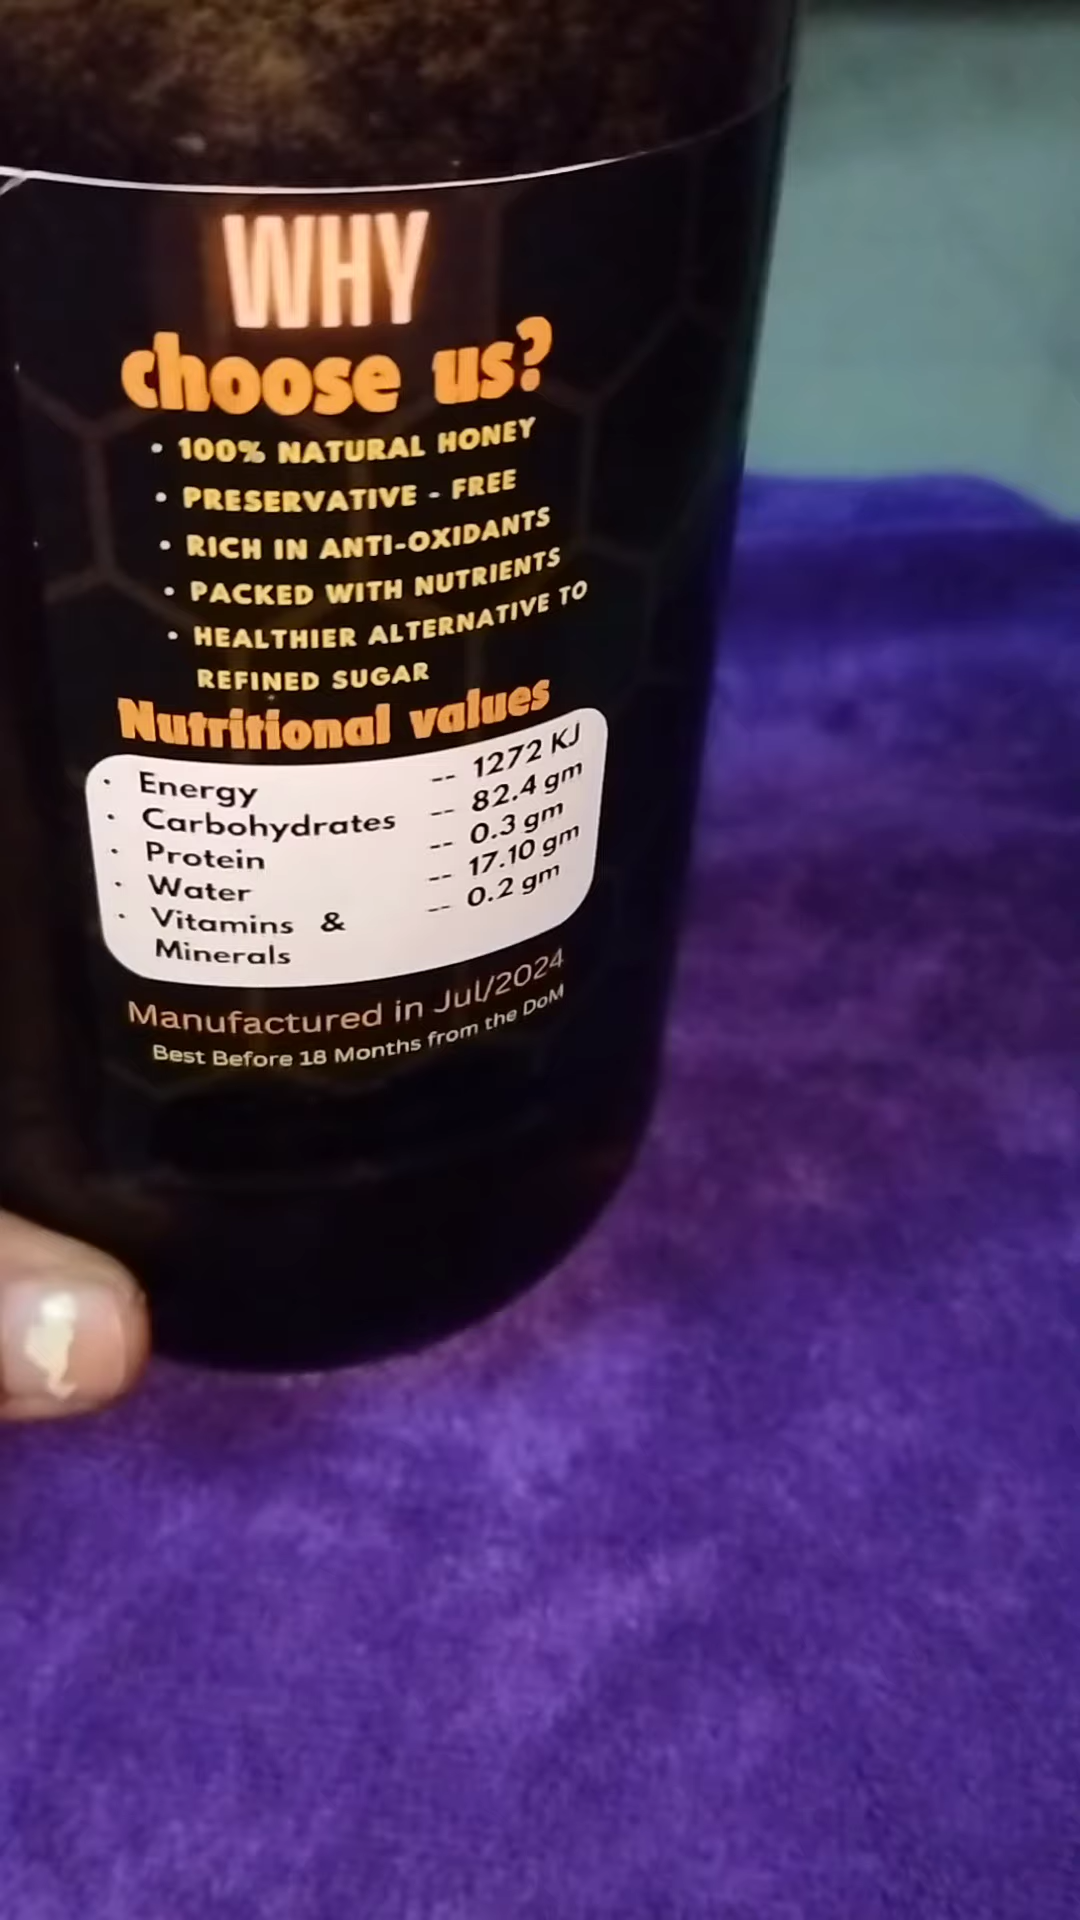 WHY
choose us?
• 100% NATURAL HONEY
• PRESERVATIVE - FREE
• RICH IN ANTI-OXIDANTS
• PACKED WITH NUTRIENTS
• HEALTHIER ALTERNATIVE TO
REFINED SUGAR
Nutritional values
• Energy -- 1272 KJ
• Carbohydrates -- 82.4 gm
• Protein -- 0.3 gm
• Water -- 17.10 gm
• Vitamins & -- 0.2 gm
Minerals
Manufactured in Jul/2024
Best Before 18 Months from the DoM